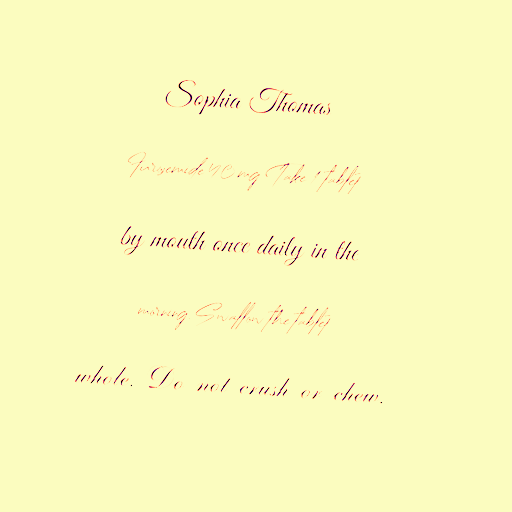 Sophia Thomas
Furosemide 40 mg Take 1 tablet
by mouth once daily in the
morning Swallow the tablet
whole. Do not crush or chew.